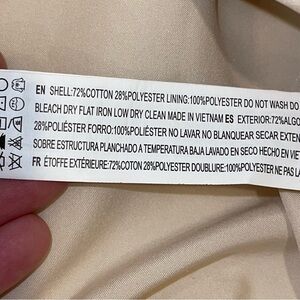 EN SHELL:72%COTTON 28%POLYESTER LINING:100%POLYESTER DO NOT WASH DO
BLEACH DRY FLAT IRON LOW DRY CLEAN MADE IN VIETNAM ES EXTERIOR:72%ALGO
28%POLIÉSTER FORRO:100%POLIÉSTER NO LAVAR NO BLANQUEAR SECAR EXTEN
SOBRE ESTRUCTURA PLANCHADO A TEMPERATURA BAJA LAVADO EN SECO HECHO EN VIET
FR ÉTOFFE EXTÉRIEURE:72%COTON 28%POLYESTER DOUBLURE:100%POLYESTER NE PAS LA